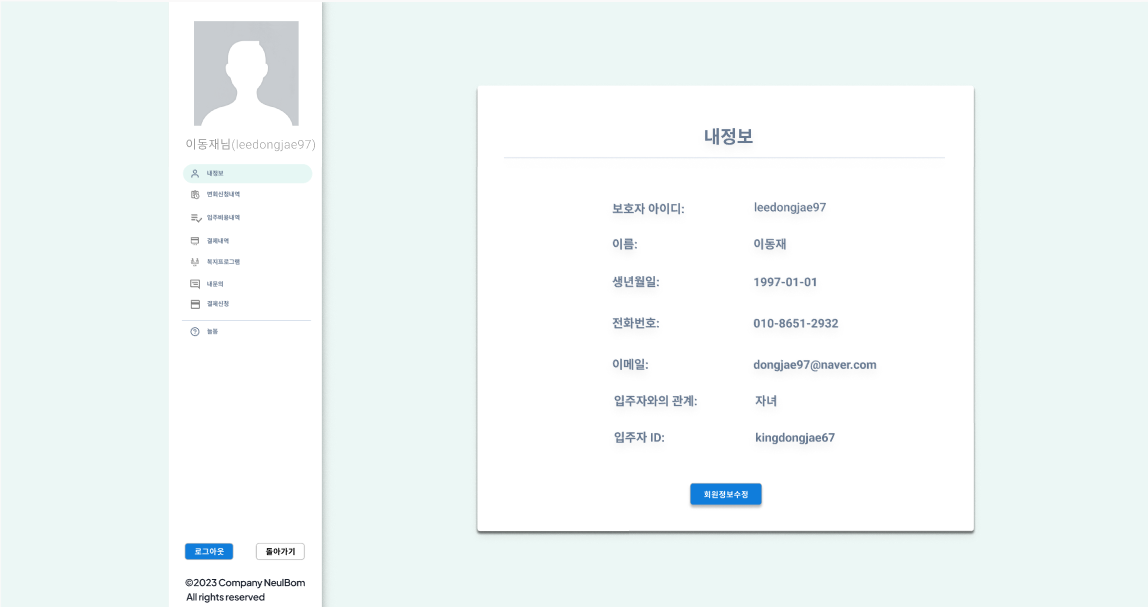 이동재님(leedongjae97)
내정보
면회신청내역
입주비용내역
결제내역
복지프로그램
내문의
결제신청
로그아웃
돌아가기
©2023 Company NeulBom
All rights reserved
내정보
보호자 아이디: leedongjae97
이름: 이동재
생년월일: 1997-01-01
전화번호: 010-8651-2932
이메일: dongjae97@naver.com
입주자와의 관계: 자녀
입주자 ID: kingdongjae67
회원정보수정